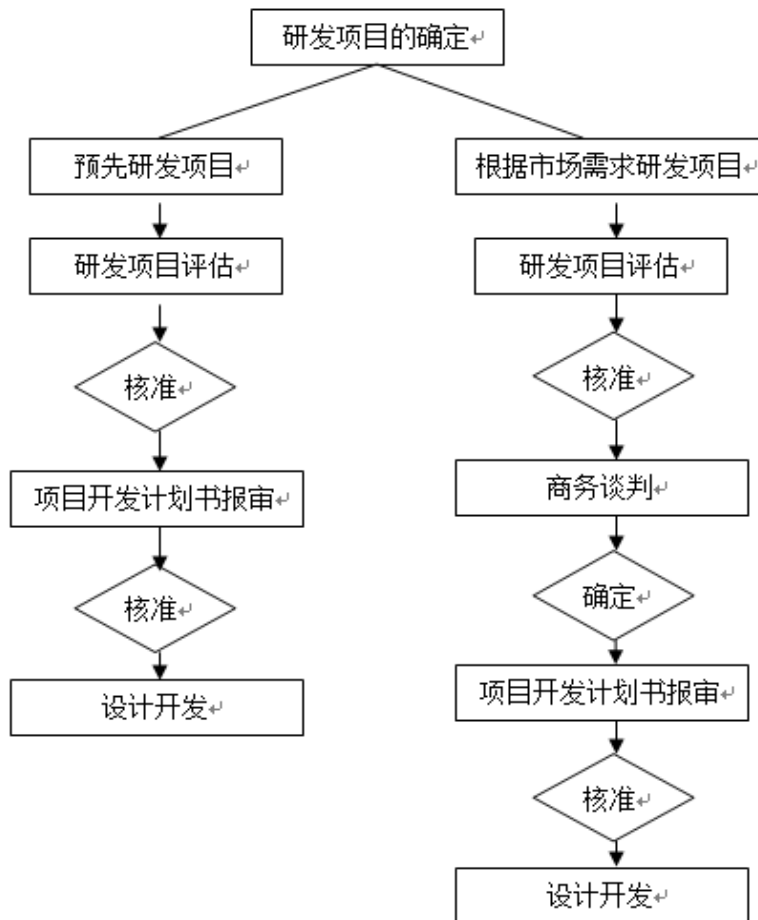 研发项目的确定
预先研发项目
根据市场需求研发项目
研发项目评估
研发项目评估
核准
核准
项目开发计划书报审
商务谈判
核准
确定
设计开发
项目开发计划书报审
核准
设计开发